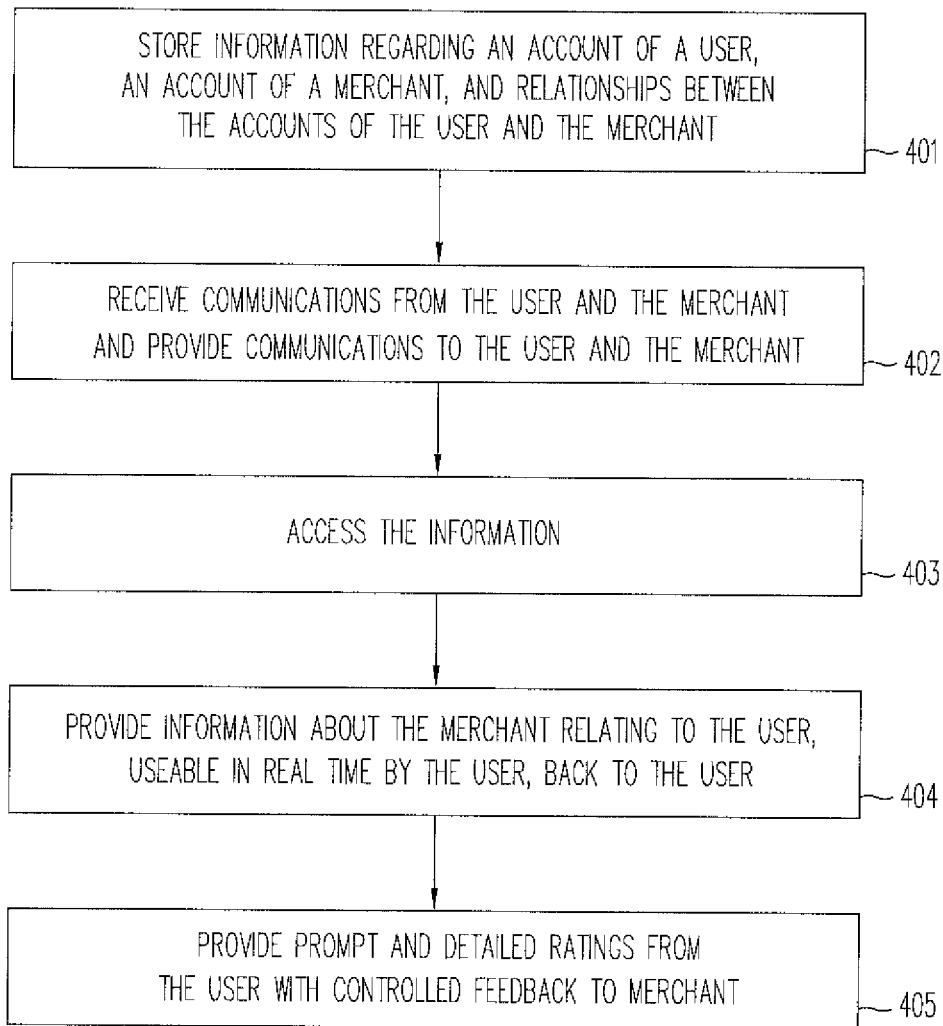 STORE INFORMATION REGARDING AN ACCOUNT OF A USER,
AN ACCOUNT OF A MERCHANT, AND RELATIONSHIPS BETWEEN
THE ACCOUNTS OF THE USER AND THE MERCHANT
401
RECEIVE COMMUNICATIONS FROM THE USER AND THE MERCHANT
AND PROVIDE COMMUNICATIONS TO THE USER AND THE MERCHANT
402
ACCESS THE INFORMATION
403
PROVIDE INFORMATION ABOUT THE MERCHANT RELATING TO THE USER,
USEABLE IN REAL TIME BY THE USER, BACK TO THE USER
404
PROVIDE PROMPT AND DETAILED RATINGS FROM
THE USER WITH CONTROLLED FEEDBACK TO MERCHANT
405